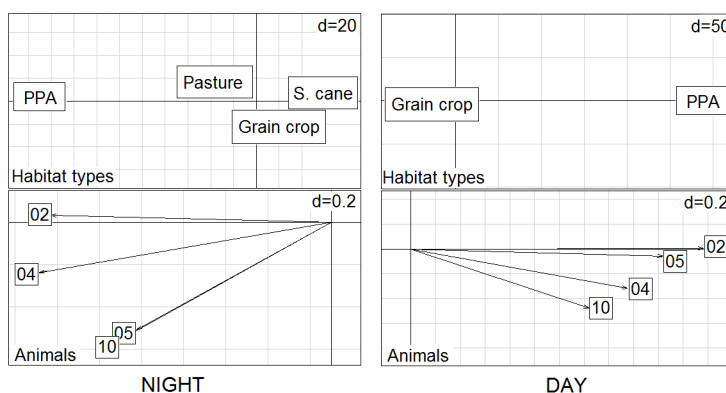 d=20
Pasture
PPA
S. cane
Grain crop
Habitat types
d=0.2
02
04
05
10
Animals
NIGHT
d=50
Grain crop
PPA
Habitat types
d=0.2
02
05
04
10
Animals
DAY